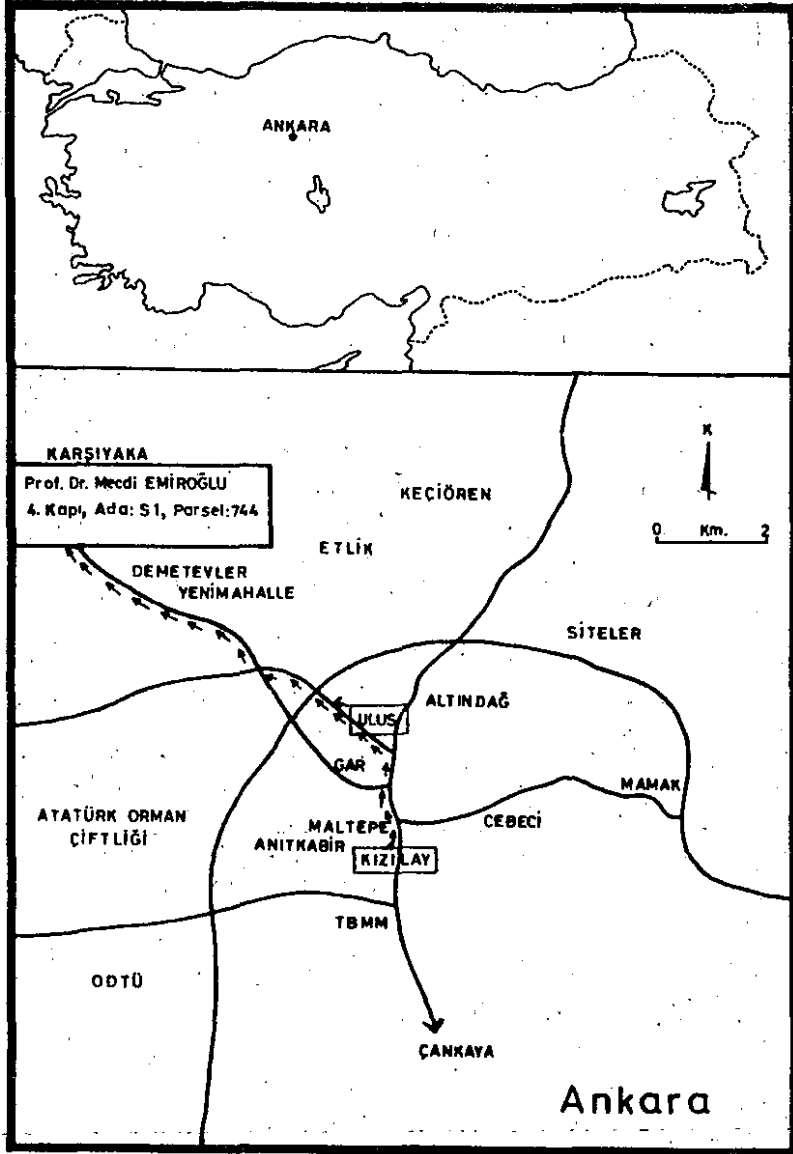 ANKARA
KARŞIYAKA
Prof. Dr. Mecdi EMİROĞLU
4. Kapı, Ada: S1, Parsel:744
KEÇİÖREN
K
0 Km. 2
ETLİK
DEMETEVLER
YENİMAHALLE
SİTELER
ALTINDAĞ
ULUS
GAR
MAMAK
ATATÜRK ORMAN
ÇİFTLİĞİ
MALTEPE
CEBECİ
ANITKABİR
KIZILAY
TBMM
ODTÜ
ÇANKAYA
Ankara